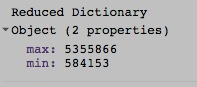 Reduced Dictionary
▼Object (2 properties)
max: 5355866
min: 584153